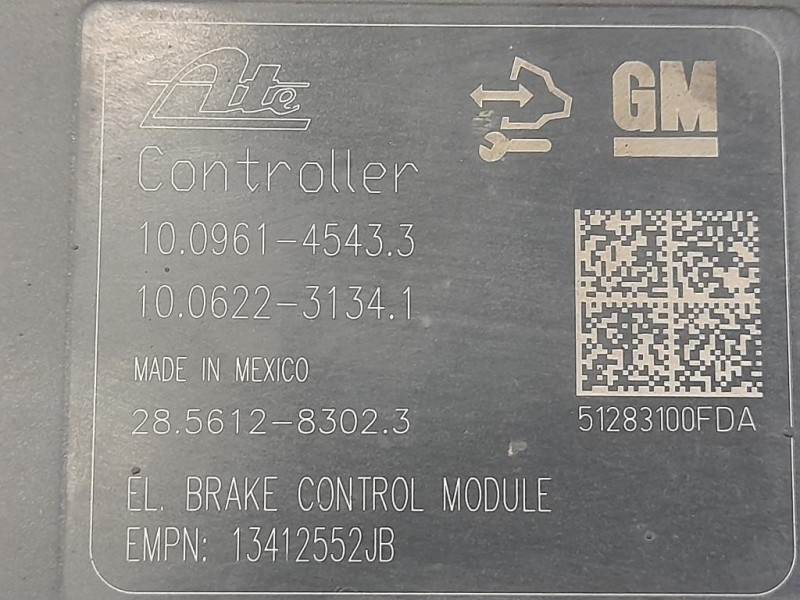 Ate
GM
Controller
10.0961-4543.3
10.0622-3134.1
MADE IN MEXICO
28.5612-8302.3
51283100FDA
EL. BRAKE CONTROL MODULE
EMPN: 13412552JB